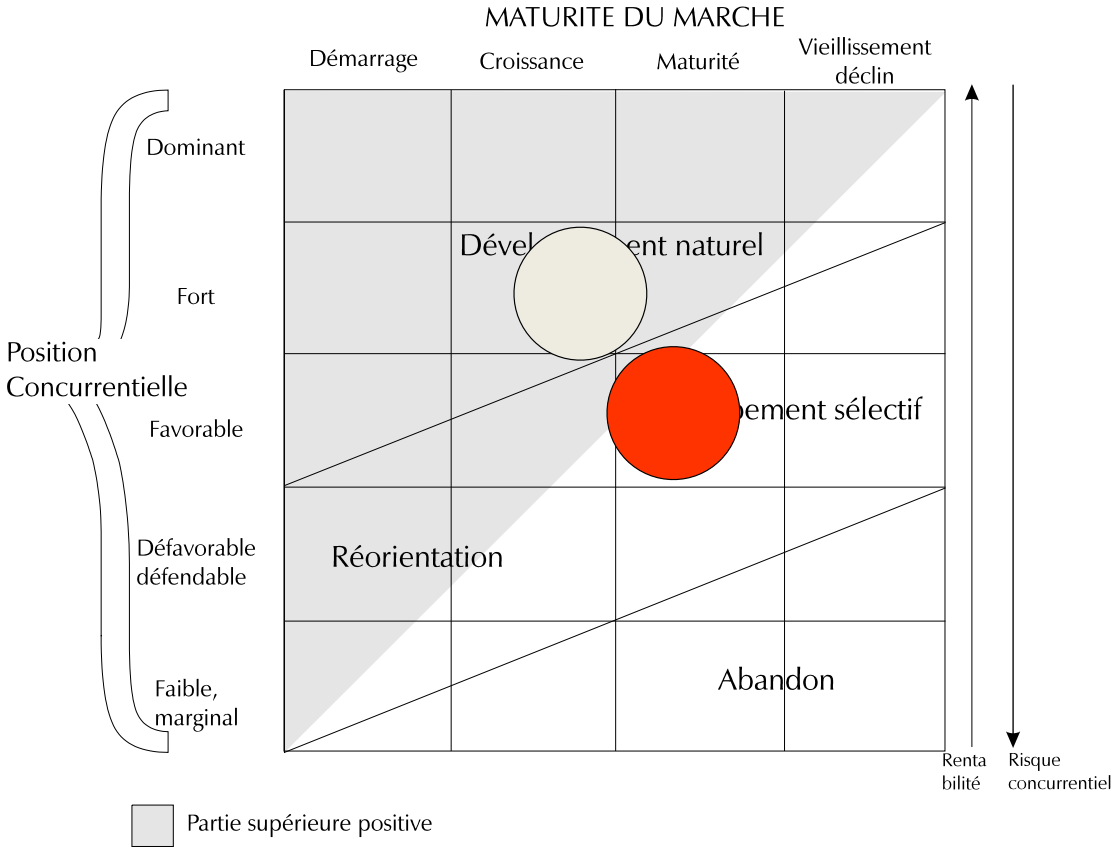 MATURITE DU MARCHE
Démarrage
Croissance
Maturité
Vieillissement
déclin
Dominant
Fort
Position
Concurrentielle
Favorable
Défavorable
défendable
Faible,
marginal
Dével ent naturel
pement sélectif
Réorientation
Abandon
Renta
bilité
Risque
concurrentiel
Partie supérieure positive